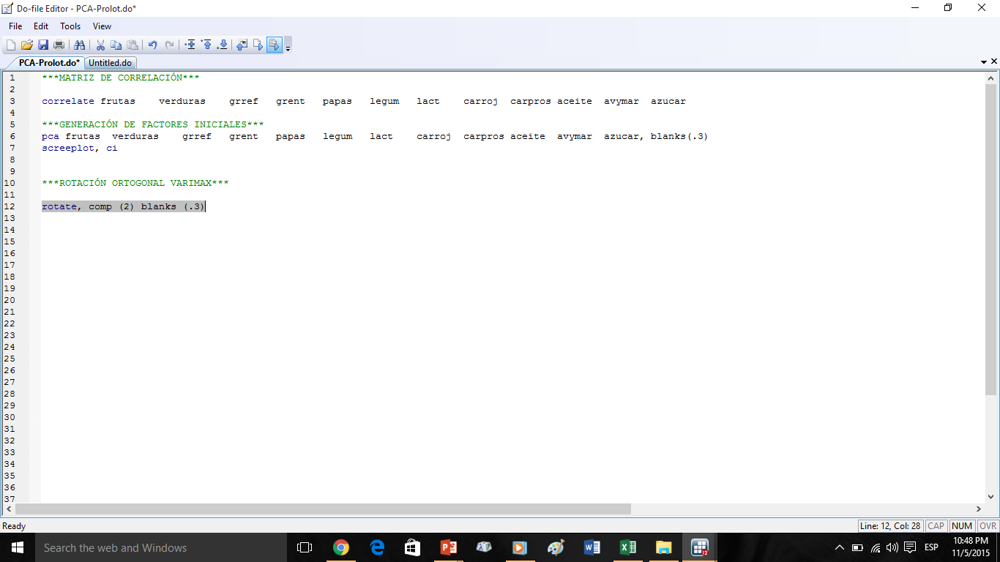 Do-file Editor - PCA-Prolot.do*
File Edit Tools View
PCA-Prolot.do* Untitled.do
1 ***MATRIZ DE CORRELACIÓN***
2
3 correlate frutas verduras grref grent papas legum lact carroj carpros aceite avymar azucar
4
5 ***GENERACIÓN DE FACTORES INICIALES***
6 pca frutas verduras grref grent papas legum lact carroj carpros aceite avymar azucar, blanks(.3)
7 screeplot, ci
8
9
10 ***ROTACIÓN ORTOGONAL VARIMAX***
11
12 rotate, comp (2) blanks (.3)
13
14
15
16
17
18
19
20
21
22
23
24
25
26
27
28
29
30
31
32
33
34
35
36
37
Ready Line: 12, Col: 28 CAP NUM OVR
Search the web and Windows 12 ESP 10:48 PM
11/5/2015